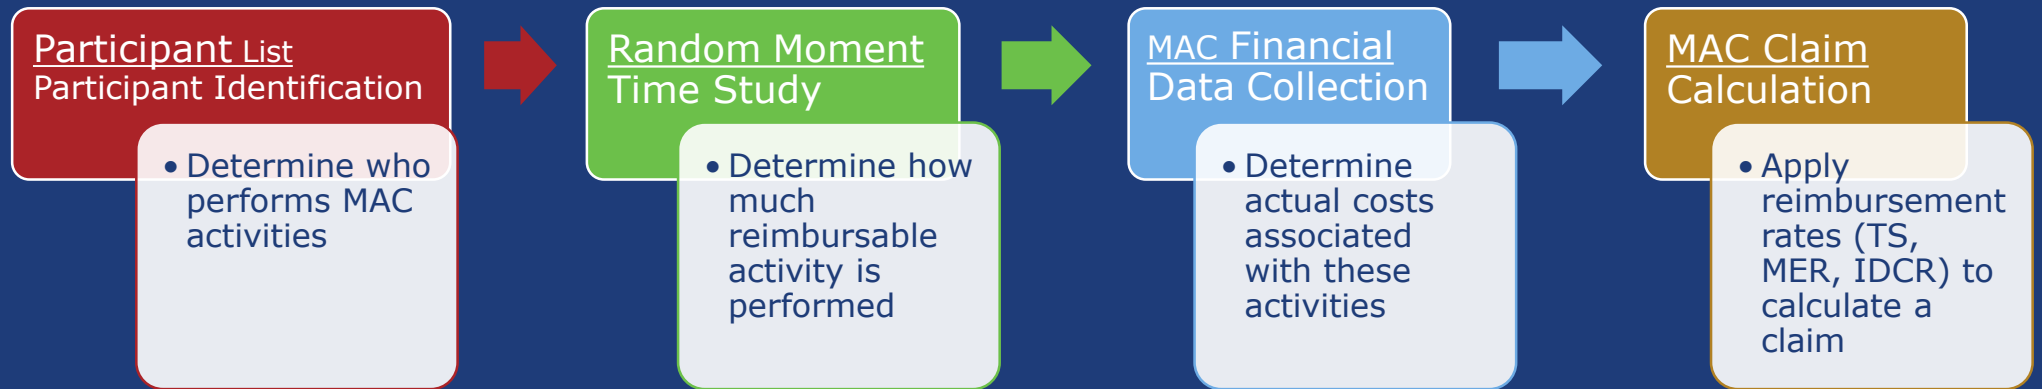 Participant List
Participant Identification
• Determine who
performs MAC
activities
Random Moment
Time Study
• Determine how
much
reimbursable
activity is
performed
MAC Financial
Data Collection
• Determine
actual costs
associated
with these
activities
MAC Claim
Calculation
• Apply
reimbursement
rates (TS,
MER, IDCR) to
calculate a
claim